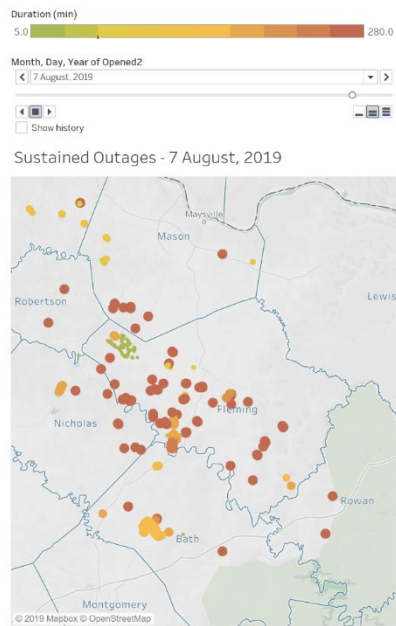 Duration (min)
5.0 280.0
Month, Day, Year of Opened2
7 August, 2019
Show history
Sustained Outages - 7 August, 2019
Maysville
Mason
Robertson
Lewis
Fleming
Nicholas
Rowan
Bath
Montgomery
© 2019 Mapbox © OpenStreetMap